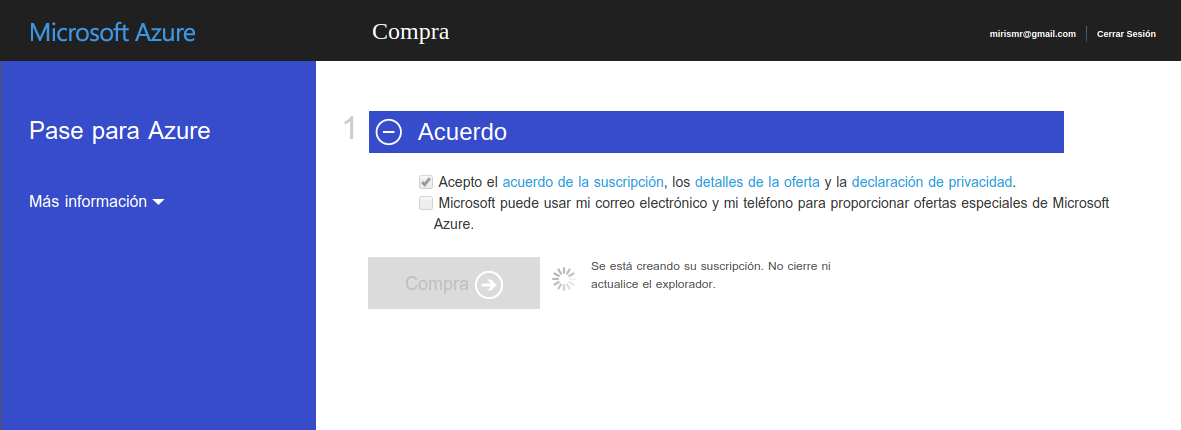 Microsoft Azure
Compra
mirismr@gmail.com
Cerrar Sesión
Pase para Azure
Más información
1
Acuerdo
Acepto el acuerdo de la suscripción, los detalles de la oferta y la declaración de privacidad.
Microsoft puede usar mi correo electrónico y mi teléfono para proporcionar ofertas especiales de Microsoft
Azure.
Compra
Se está creando su suscripción. No cierre ni
actualice el explorador.